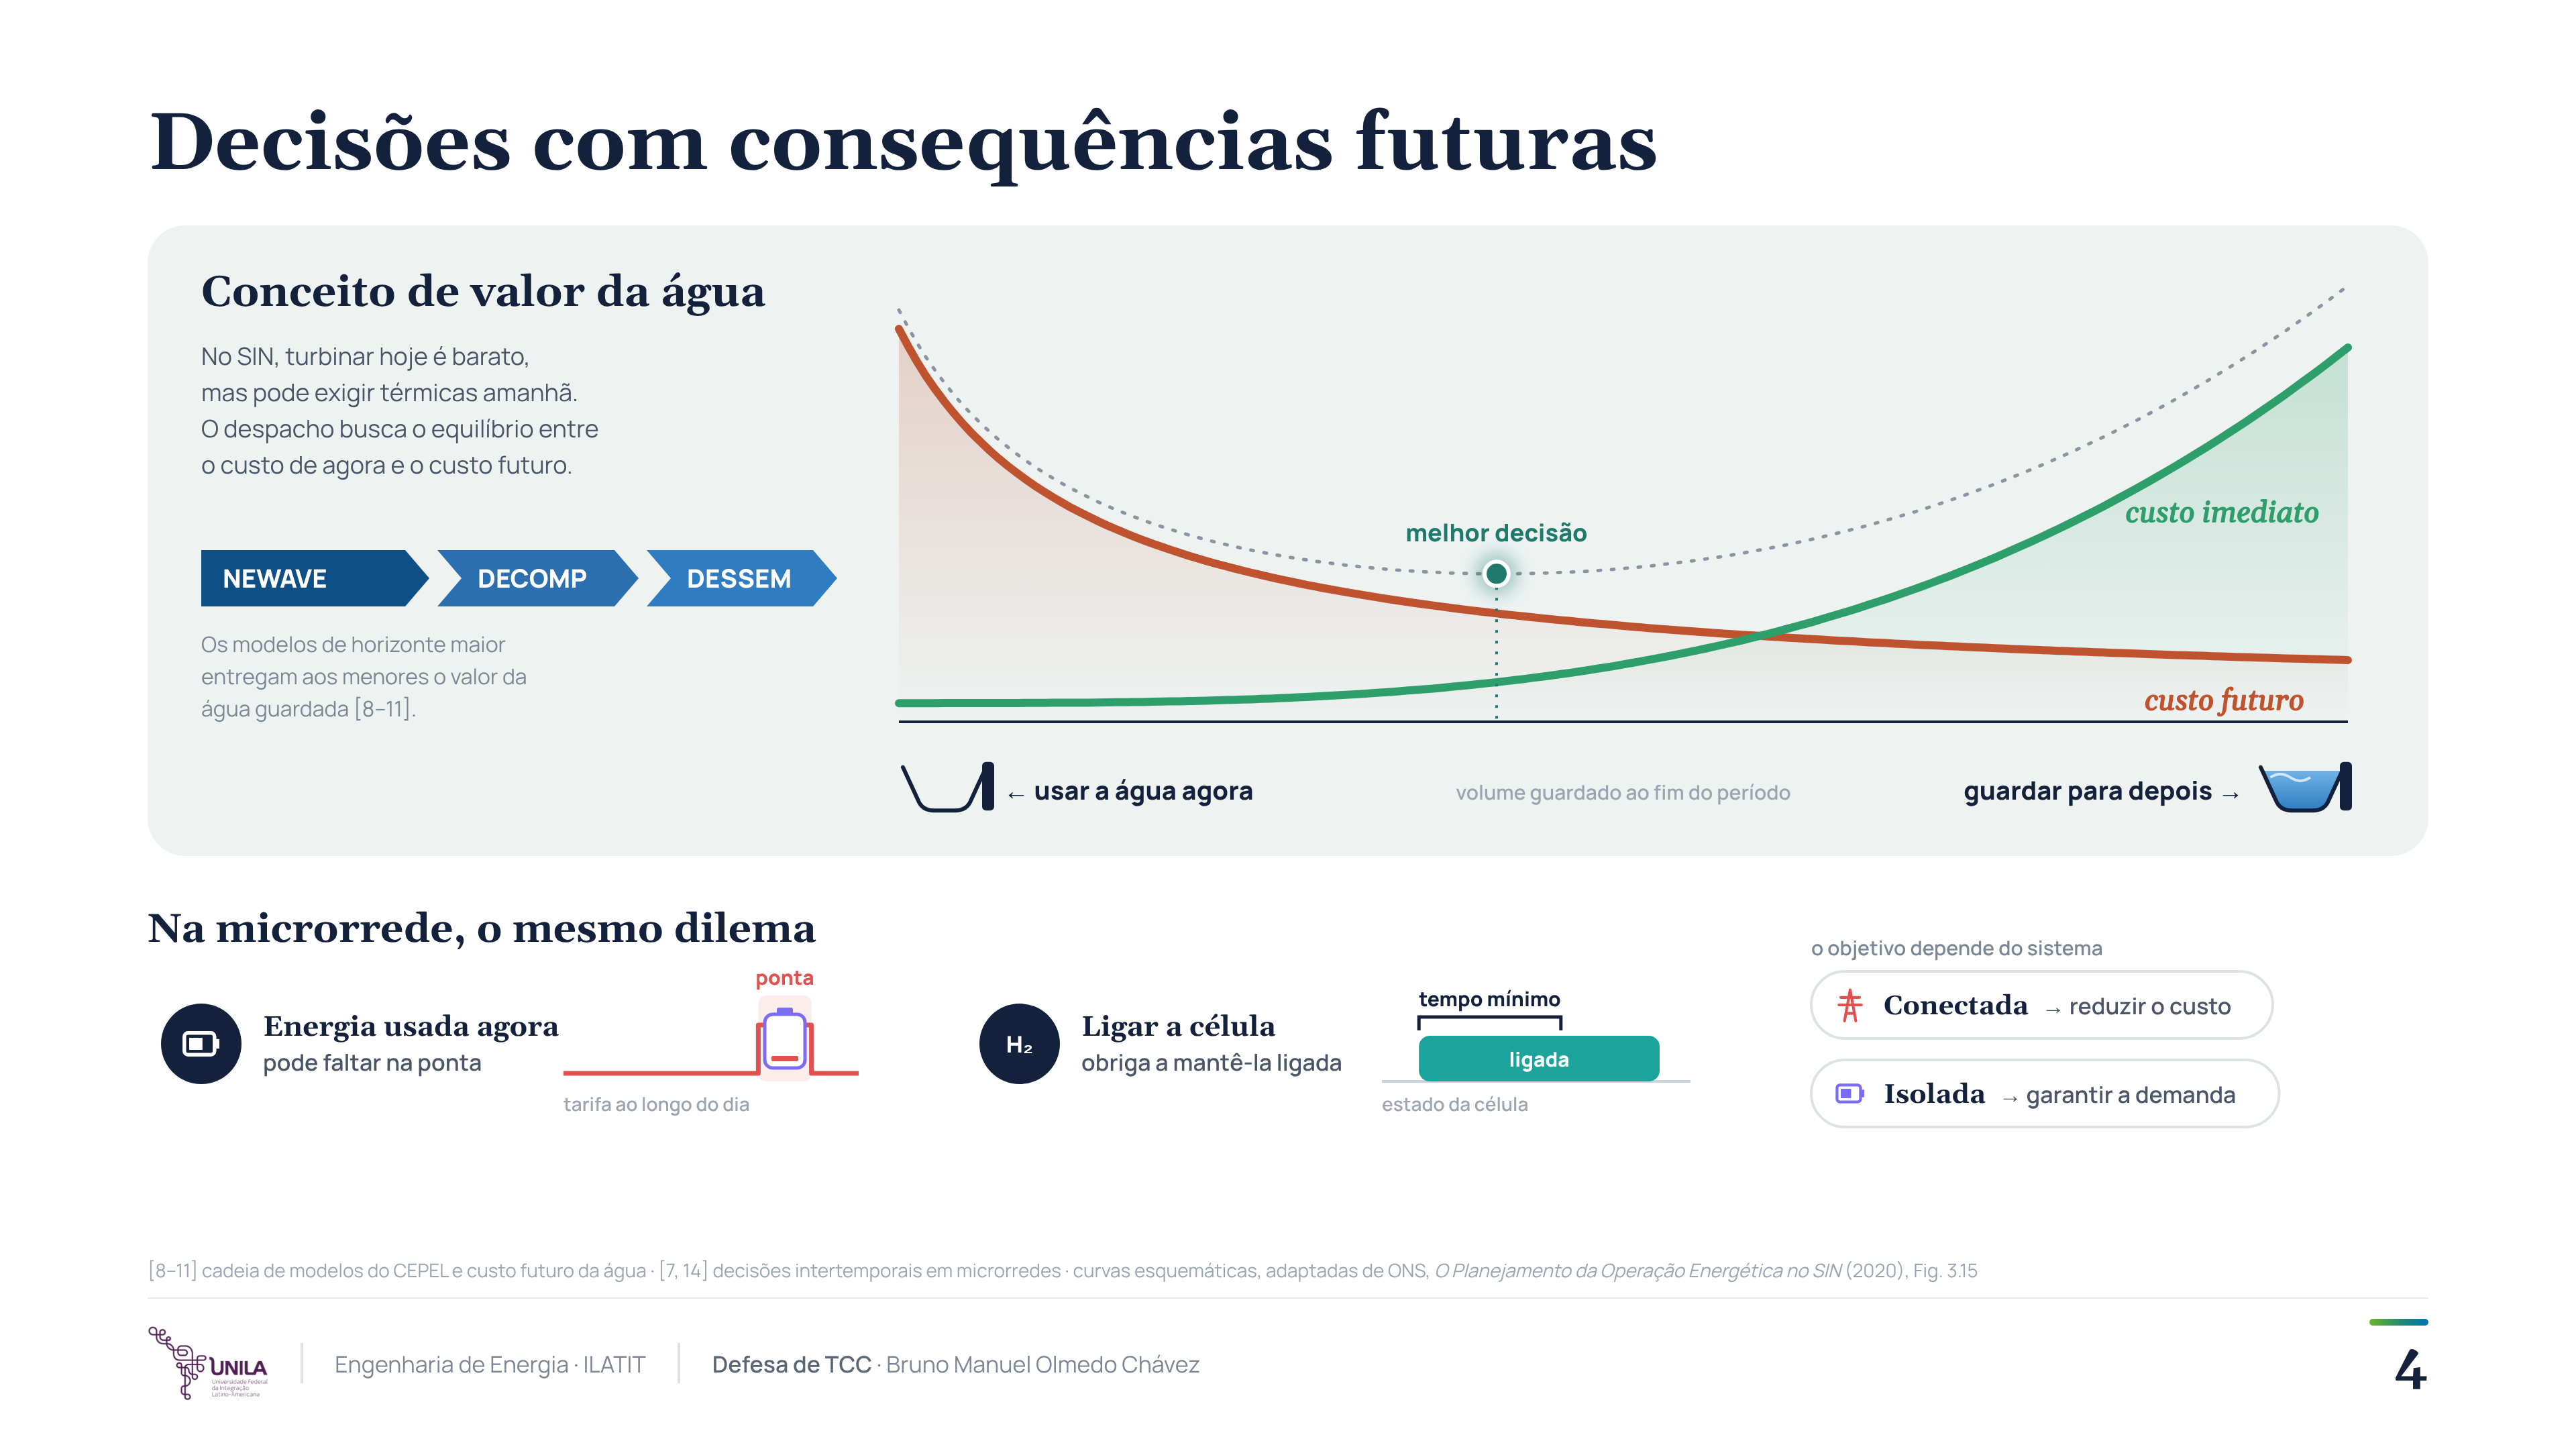 Decisões com consequências futuras
Conceito de valor da água
No SIN, turbinar hoje é barato,
mas pode exigir térmicas amanhã.
O despacho busca o equilíbrio entre
o custo de agora e o custo futuro.
NEWAVE
DECOMP
DESSEM
Os modelos de horizonte maior
entregam aos menores o valor da
água guardada [8–11].
melhor decisão
custo imediato
custo futuro
← usar a água agora
volume guardado ao fim do período
guardar para depois →
Na microrrede, o mesmo dilema
Energia usada agora
pode faltar na ponta
ponta
tarifa ao longo do dia
H₂
Ligar a célula
obriga a mantê-la ligada
tempo mínimo
ligada
estado da célula
o objetivo depende do sistema
Conectada → reduzir o custo
Isolada → garantir a demanda
[8–11] cadeia de modelos do CEPEL e custo futuro da água · [7, 14] decisões intertemporais em microrredes · curvas esquemáticas, adaptadas de ONS, O Planejamento da Operação Energética no SIN (2020), Fig. 3.15
UNILA
Universidade Federal
da Integração
Latino-Americana
Engenharia de Energia · ILATIT
Defesa de TCC · Bruno Manuel Olmedo Chávez
4